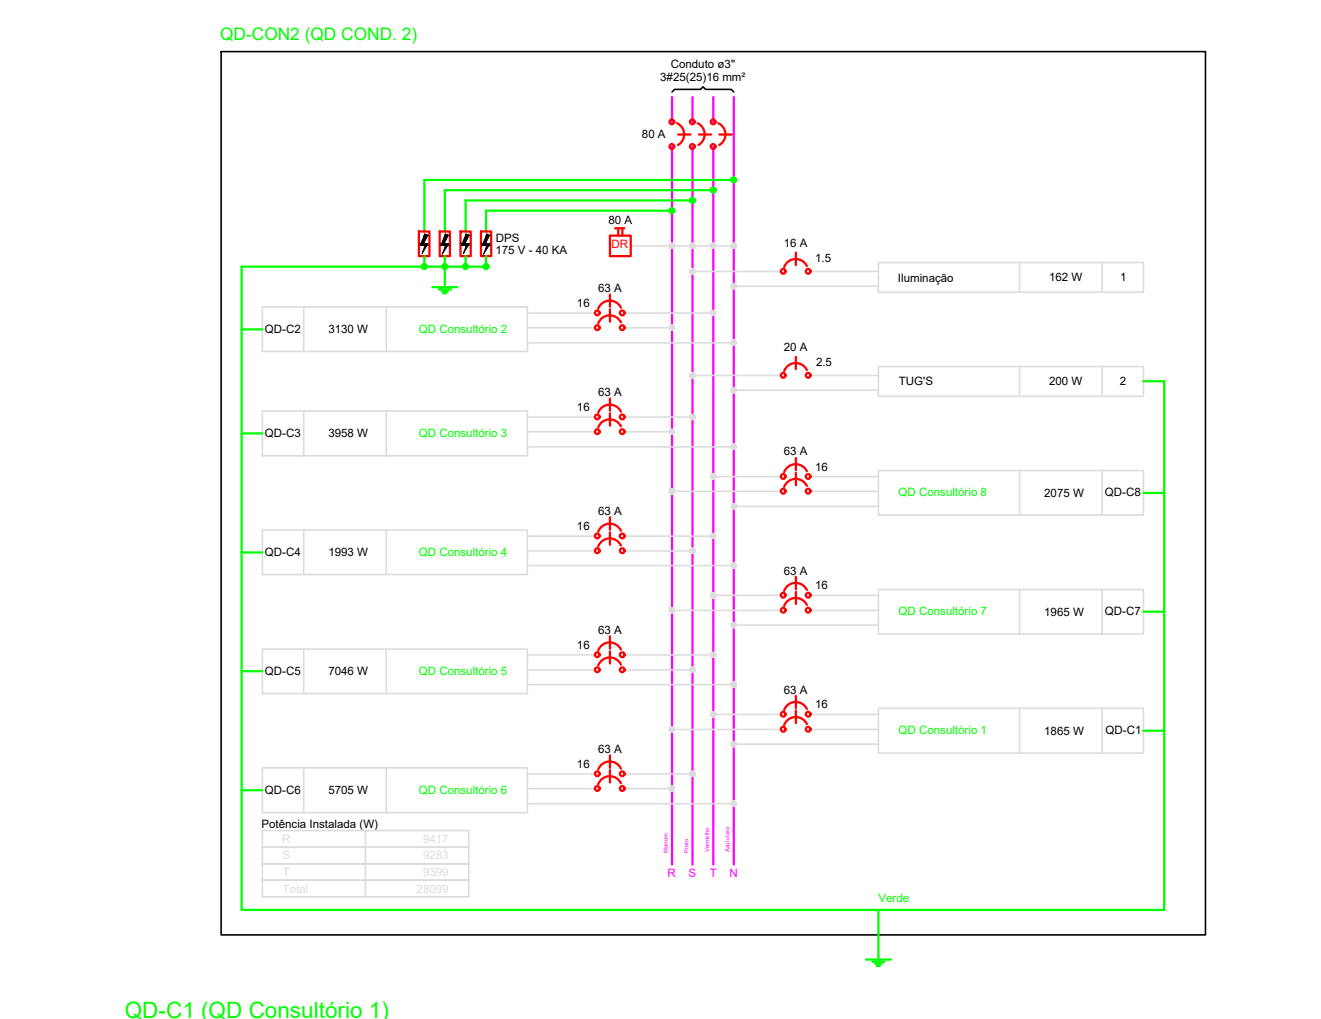 QD-CON2 (QD COND. 2)
Conduto ø3"
3#25(25)16 mm²
80 A
80 A
DR
DPS
175 V - 40 KA
16 A
1.5
Iluminação 162 W 1
63 A
16
QD-C2 3130 W QD Consultório 2
20 A
2.5
TUG'S 200 W 2
63 A
16
QD-C3 3958 W QD Consultório 3
63 A
16
QD Consultório 8 2075 W QD-C8
63 A
16
QD-C4 1993 W QD Consultório 4
63 A
16
QD Consultório 7 1965 W QD-C7
63 A
16
QD-C5 7046 W QD Consultório 5
63 A
16
QD Consultório 1 1865 W QD-C1
63 A
16
QD-C6 5705 W QD Consultório 6
Potência Instalada (W)
R 9417
S 9283
T 9399
Total 28099
Marrom
Preto
Vermelho
Azul claro
R S T N
Verde
QD-C1 (QD Consultório 1)